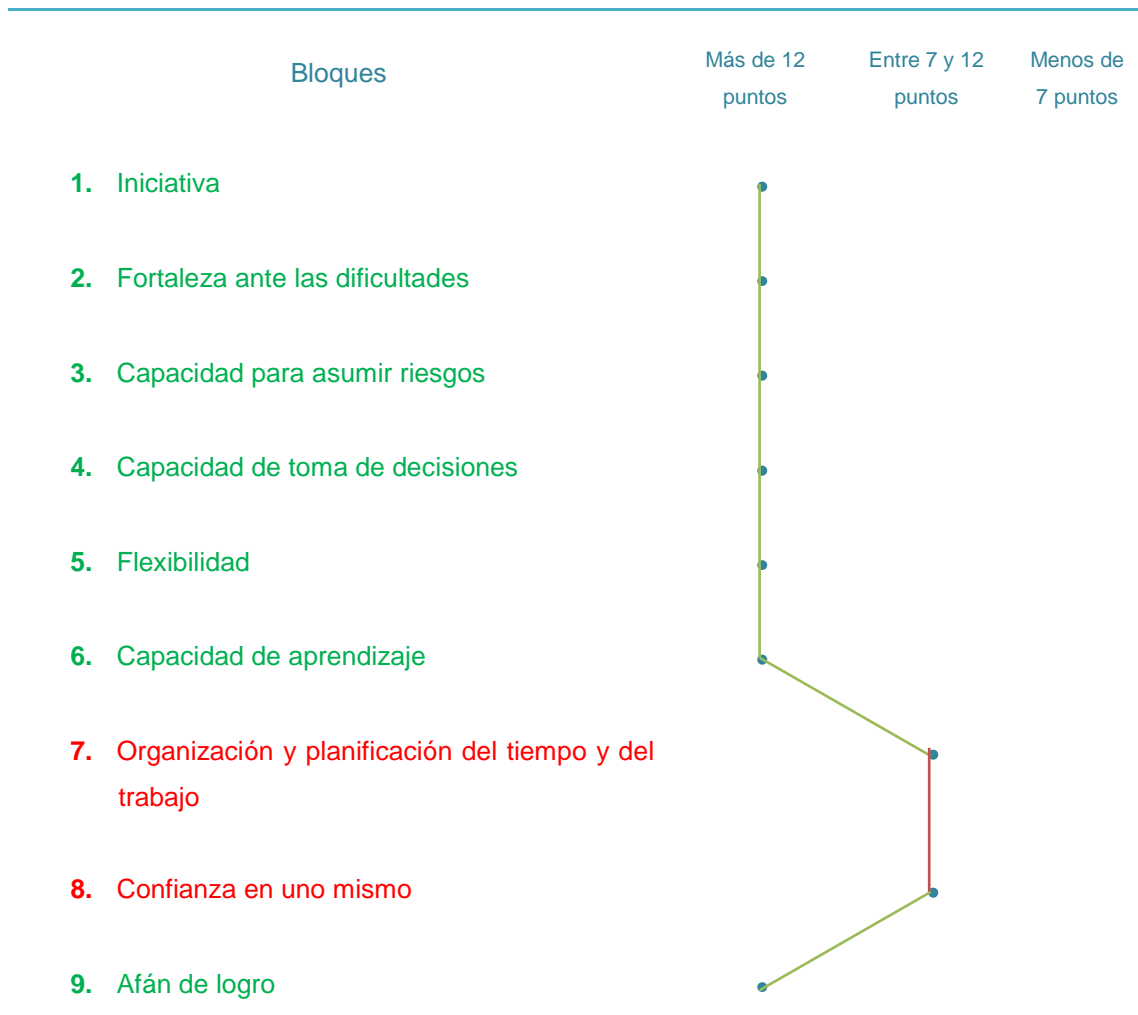 Bloques
Más de 12
puntos
Entre 7 y 12
puntos
Menos de
7 puntos
1. Iniciativa
2. Fortaleza ante las dificultades
3. Capacidad para asumir riesgos
4. Capacidad de toma de decisiones
5. Flexibilidad
6. Capacidad de aprendizaje
7. Organización y planificación del tiempo y del
trabajo
8. Confianza en uno mismo
9. Afán de logro